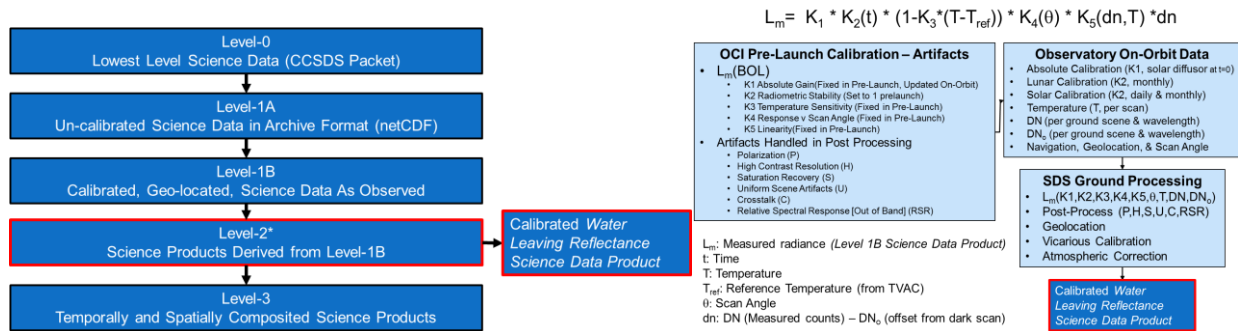 Level-0
Lowest Level Science Data (CCSDS Packet)
Level-1A
Un-calibrated Science Data in Archive Format (netCDF)
Level-1B
Calibrated, Geo-located, Science Data As Observed
Level-2*
Science Products Derived from Level-1B
Level-3
Temporally and Spatially Composited Science Products
Calibrated Water
Leaving Reflectance
Science Data Product
Lm= K1 * K2(t) * (1-K3*(T-Tref)) * K4(θ) * K5(dn,T) *dn
OCI Pre-Launch Calibration – Artifacts
• Lm(BOL)
• K1 Absolute Gain(Fixed in Pre-Launch, Updated On-Orbit)
• K2 Radiometric Stability (Set to 1 prelaunch)
• K3 Temperature Sensitivity (Fixed in Pre-Launch)
• K4 Response v Scan Angle (Fixed in Pre-Launch)
• K5 Linearity(Fixed in Pre-Launch)
• Artifacts Handled in Post Processing
• Polarization (P)
• High Contrast Resolution (H)
• Saturation Recovery (S)
• Uniform Scene Artifacts (U)
• Crosstalk (C)
• Relative Spectral Response [Out of Band] (RSR)
Observatory On-Orbit Data
• Absolute Calibration (K1, solar diffusor at t=0)
• Lunar Calibration (K2, monthly)
• Solar Calibration (K2, daily & monthly)
• Temperature (T, per scan)
• DN (per ground scene & wavelength)
• DNo (per ground scene & wavelength)
• Navigation, Geolocation, & Scan Angle
SDS Ground Processing
• Lm(K1,K2,K3,K4,K5,θ,T,DN,DNo)
• Post-Process (P,H,S,U,C,RSR)
• Geolocation
• Vicarious Calibration
• Atmospheric Correction
Calibrated Water
Leaving Reflectance
Science Data Product
Lm: Measured radiance (Level 1B Science Data Product)
t: Time
T: Temperature
Tref: Reference Temperature (from TVAC)
θ: Scan Angle
dn: DN (Measured counts) – DNo (offset from dark scan)